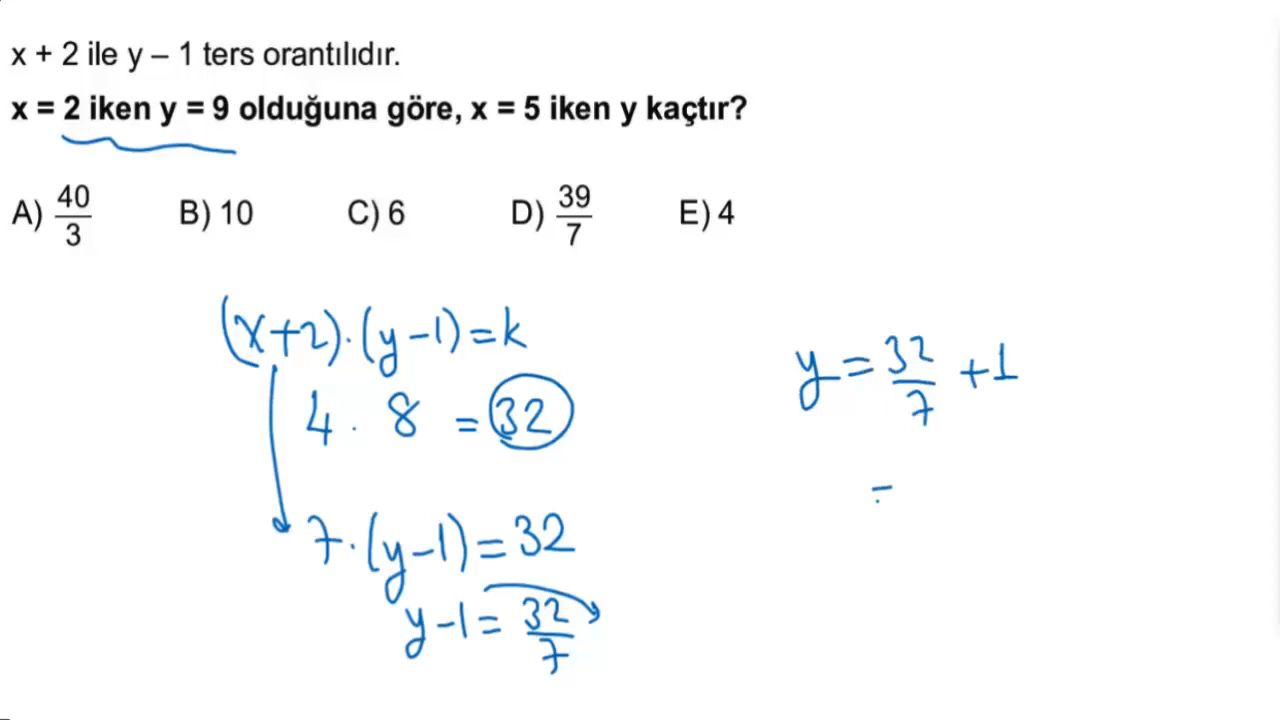 x + 2 ile y – 1 ters orantılıdır.
x = 2 iken y = 9 olduğuna göre, x = 5 iken y kaçtır?
A) 40/3 B) 10 C) 6 D) 39/7 E) 4
(x+2)·(y-1)=k
4 · 8 = 32
7·(y-1)=32
y-1=32/7
y=32/7 +1
=